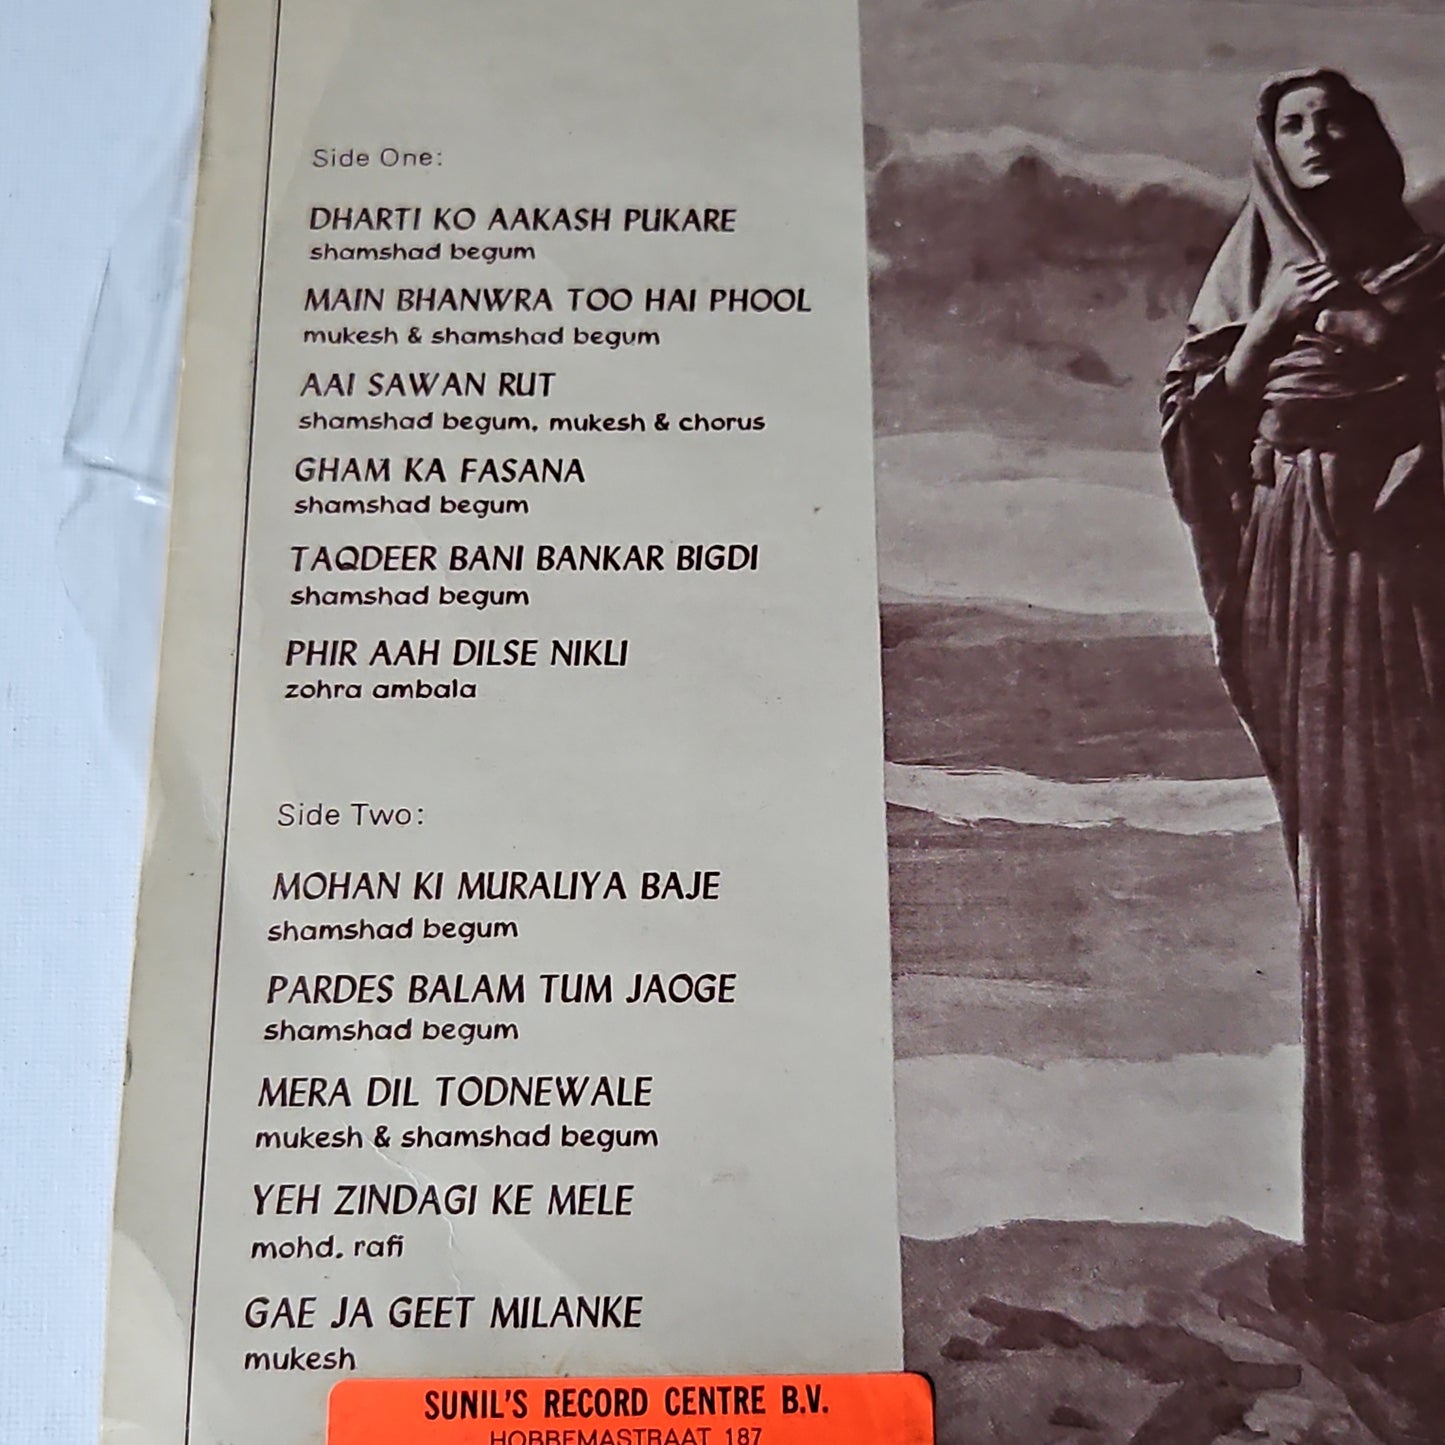 Side One:
DHARTI KO AAKASH PUKARE
shamshad begum
MAIN BHANWRA TOO HAI PHOOL
mukesh & shamshad begum
AAI SAWAN RUT
shamshad begum, mukesh & chorus
GHAM KA FASANA
shamshad begum
TAQDEER BANI BANKAR BIGDI
shamshad begum
PHIR AAH DILSE NIKLI
zohra ambala
Side Two:
MOHAN KI MURALIYA BAJE
shamshad begum
PARDES BALAM TUM JAOGE
shamshad begum
MERA DIL TODNEWALE
mukesh & shamshad begum
YEH ZINDAGI KE MELE
mohd. rafi
GAE JA GEET MILANKE
mukesh
SUNIL'S RECORD CENTRE B.V.
HOBBEMASTRAAT 187